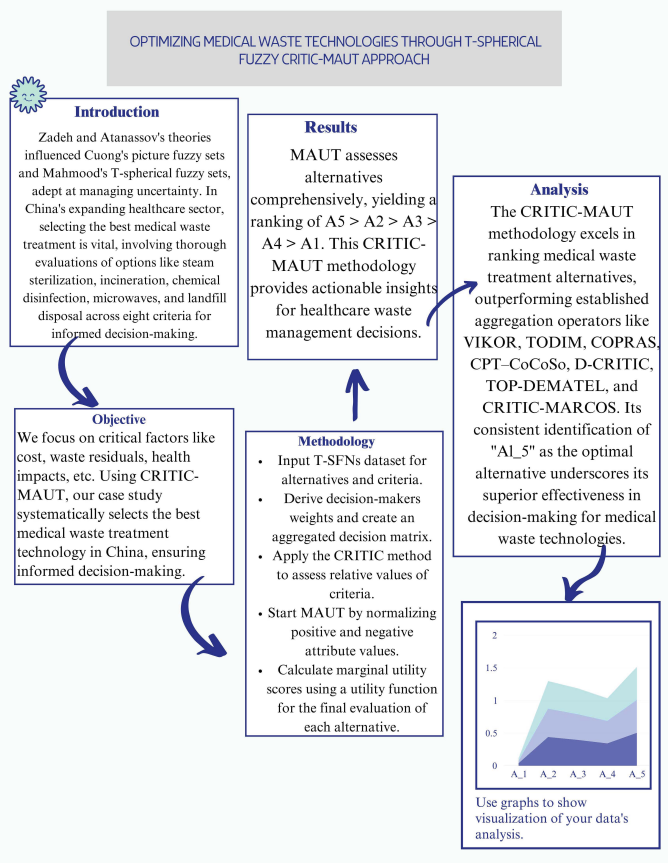 OPTIMIZING MEDICAL WASTE TECHNOLOGIES THROUGH T-SPHERICAL
FUZZY CRITIC-MAUT APPROACH
Introduction
Zadeh and Atanassov's theories
influenced Cuong's picture fuzzy sets
and Mahmood's T-spherical fuzzy sets,
adept at managing uncertainty. In
China's expanding healthcare sector,
selecting the best medical waste
treatment is vital, involving thorough
evaluations of options like steam
sterilization, incineration, chemical
disinfection, microwaves, and landfill
disposal across eight criteria for
informed decision-making.
Objective
We focus on critical factors like
cost, waste residuals, health
impacts, etc. Using CRITIC-
MAUT, our case study
systematically selects the best
medical waste treatment
technology in China, ensuring
informed decision-making.
Methodology
• Input T-SFNs dataset for
alternatives and criteria.
• Derive decision-makers
weights and create an
aggregated decision matrix.
• Apply the CRITIC method
to assess relative values of
criteria.
• Start MAUT by normalizing
positive and negative
attribute values.
• Calculate marginal utility
scores using a utility function
for the final evaluation of
each alternative.
Results
MAUT assesses
alternatives
comprehensively, yielding a
ranking of A5 > A2 > A3 >
A4 > A1. This CRITIC-
MAUT methodology
provides actionable insights
for healthcare waste
management decisions.
Analysis
The CRITIC-MAUT
methodology excels in
ranking medical waste
treatment alternatives,
outperforming established
aggregation operators like
VIKOR, TODIM, COPRAS,
CPT–CoCoSo, D-CRITIC,
TOP-DEMATEL, and
CRITIC-MARCOS. Its
consistent identification of
"Al_5" as the optimal
alternative underscores its
superior effectiveness in
decision-making for medical
waste technologies.
2
1.5
1
0.5
0
A_1 A_2 A_3 A_4 A_5
Use graphs to show
visualization of your data's
analysis.